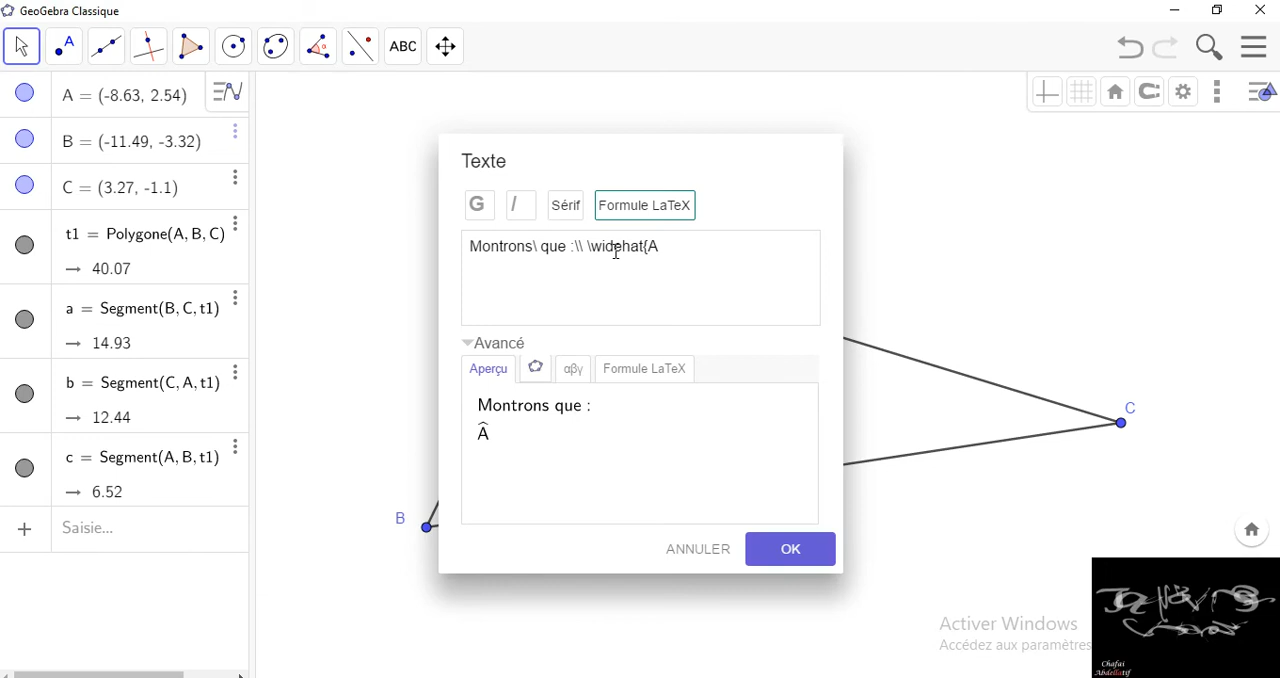 GeoGebra Classique
A
ABC
A = (-8.63, 2.54)
B = (-11.49, -3.32)
C = (3.27, -1.1)
t1 = Polygone(A, B, C)
→ 40.07
a = Segment(B, C, t1)
→ 14.93
b = Segment(C, A, t1)
→ 12.44
c = Segment(A, B, t1)
→ 6.52
+ Saisie...
Texte
G I Sérif Formule LaTeX
Montrons\ que :\\ \widehat{A
Avancé
Aperçu αβγ Formule LaTeX
Montrons que :
Â
ANNULER OK
B
C
Activer Windows
Accédez aux paramètres
Chafai
Abdellatif